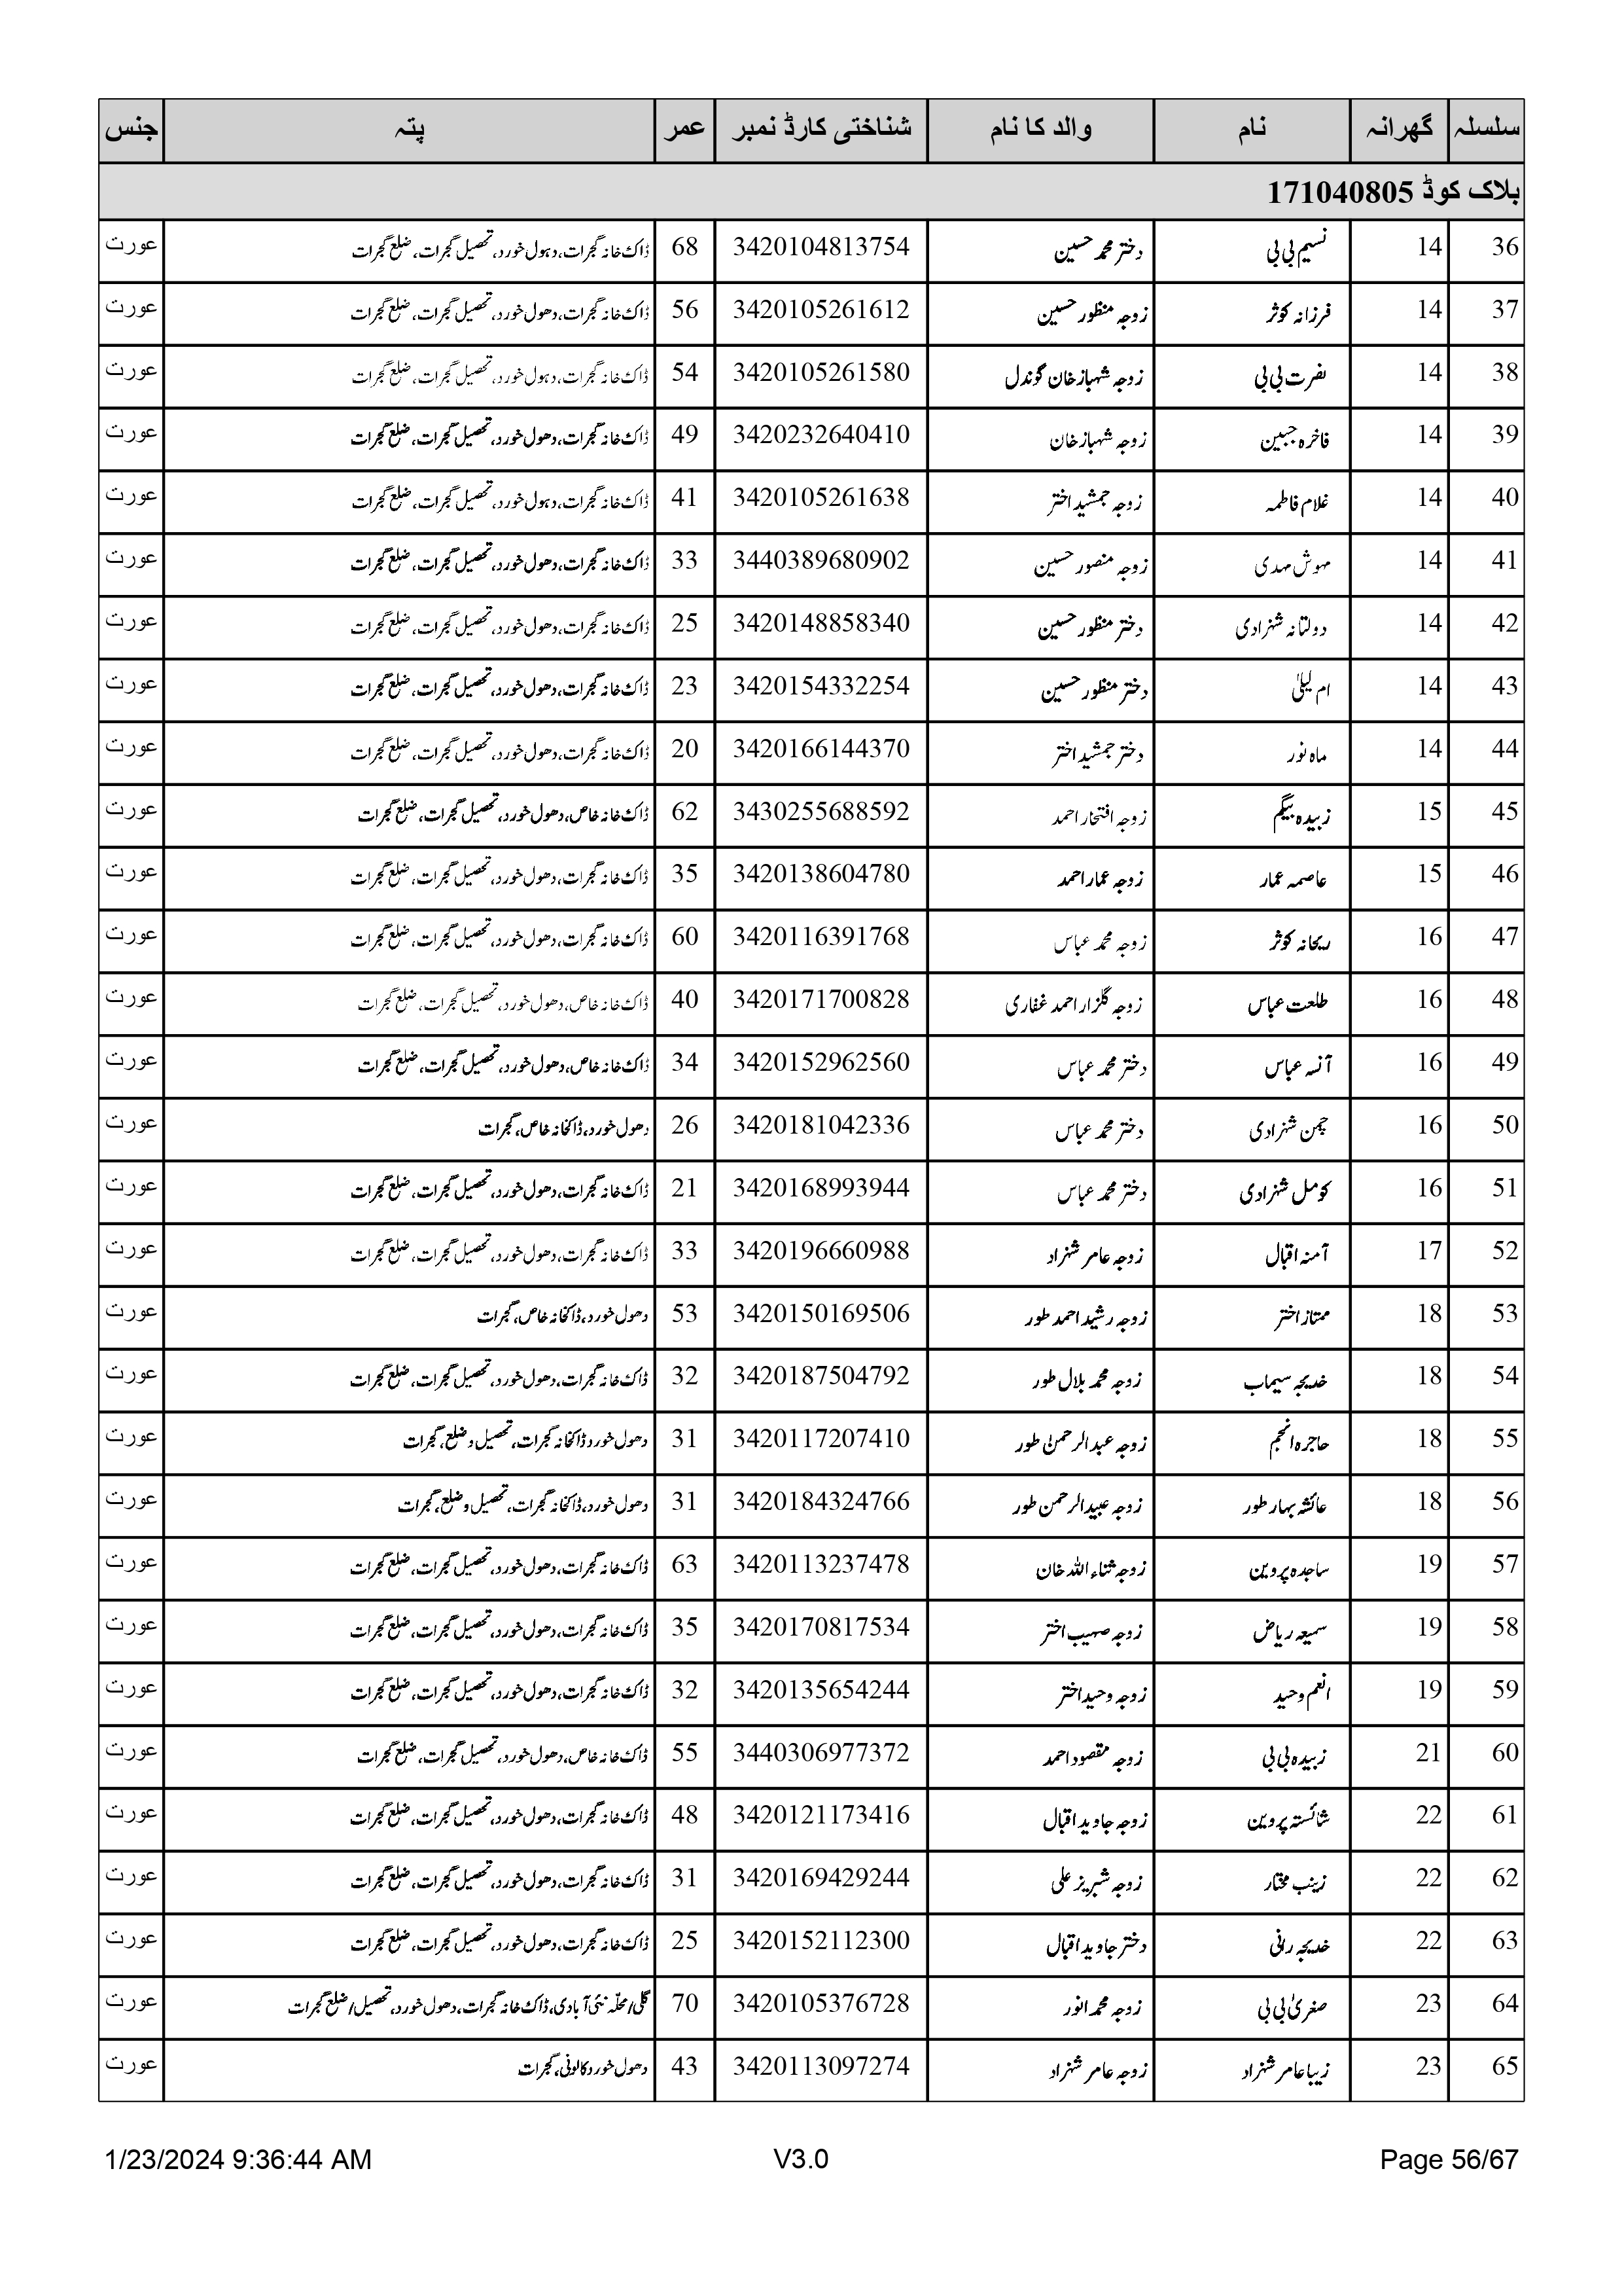 سلسلہ گھرانہ نام والد کا نام شناختی کارڈ نمبر عمر پتہ جنس
بلاک کوڈ 171040805
36 14 نسیم بی بی دختر محمد حسین 3420104813754 68 ڈاک خانہ گجرات، دہول خورد، تحصیل گجرات، ضلع گجرات عورت
37 14 فرزانہ کوثر زوجہ منظور حسین 3420105261612 56 ڈاک خانہ گجرات، دھول خورد، تحصیل گجرات، ضلع گجرات عورت
38 14 نصرت بی بی زوجہ شہباز خان گوندل 3420105261580 54 ڈاک خانہ گجرات، دہول خورد، تحصیل گجرات، ضلع گجرات عورت
39 14 فاخرہ جبین زوجہ شہباز خان 3420232640410 49 ڈاک خانہ گجرات، دھول خورد، تحصیل گجرات، ضلع گجرات عورت
40 14 غلام فاطمہ زوجہ جمشید اختر 3420105261638 41 ڈاک خانہ گجرات، دہول خورد، تحصیل گجرات، ضلع گجرات عورت
41 14 مہوش مہدی زوجہ منصور حسین 3440389680902 33 ڈاک خانہ گجرات، دھول خورد، تحصیل گجرات، ضلع گجرات عورت
42 14 دولتانہ شہزادی دختر منظور حسین 3420148858340 25 ڈاک خانہ گجرات، دھول خورد، تحصیل گجرات، ضلع گجرات عورت
43 14 ام لیلیٰ دختر منظور حسین 3420154332254 23 ڈاک خانہ گجرات، دھول خورد، تحصیل گجرات، ضلع گجرات عورت
44 14 ماہ نور دختر جمشید اختر 3420166144370 20 ڈاک خانہ گجرات، دھول خورد، تحصیل گجرات، ضلع گجرات عورت
45 15 زبیدہ بیگم زوجہ افتخار احمد 3430255688592 62 ڈاک خانہ خاص، دھول خورد، تحصیل گجرات، ضلع گجرات عورت
46 15 عاصمہ عمار زوجہ عمار احمد 3420138604780 35 ڈاک خانہ گجرات، دھول خورد، تحصیل گجرات، ضلع گجرات عورت
47 16 ریحانہ کوثر زوجہ محمد عباس 3420116391768 60 ڈاک خانہ گجرات، دھول خورد، تحصیل گجرات، ضلع گجرات عورت
48 16 طلعت عباس زوجہ گلزار احمد غفاری 3420171700828 40 ڈاک خانہ خاص، دھول خورد، تحصیل گجرات، ضلع گجرات عورت
49 16 آنسہ عباس دختر محمد عباس 3420152962560 34 ڈاک خانہ خاص، دھول خورد، تحصیل گجرات، ضلع گجرات عورت
50 16 چمن شہزادی دختر محمد عباس 3420181042336 26 دھول خورد، ڈاکخانہ خاص، گجرات عورت
51 16 کومل شہزادی دختر محمد عباس 3420168993944 21 ڈاک خانہ گجرات، دھول خورد، تحصیل گجرات، ضلع گجرات عورت
52 17 آمنہ اقبال زوجہ عامر شہزاد 3420196660988 33 ڈاک خانہ گجرات، دھول خورد، تحصیل گجرات، ضلع گجرات عورت
53 18 ممتاز اختر زوجہ رشید احمد طور 3420150169506 53 دھول خورد، ڈاکخانہ خاص، گجرات عورت
54 18 خدیجہ سیماب زوجہ محمد بلال طور 3420187504792 32 ڈاک خانہ گجرات، دھول خورد، تحصیل گجرات، ضلع گجرات عورت
55 18 حاجرہ انجم زوجہ عبد الرحمٰن طور 3420117207410 31 دھول خورد ڈاکخانہ گجرات، تحصیل و ضلع، گجرات عورت
56 18 عائشہ بہار طور زوجہ عبید الرحمن طور 3420184324766 31 دھول خورد، ڈاکخانہ گجرات، تحصیل و ضلع، گجرات عورت
57 19 ساجدہ پروین زوجہ ثناء اللہ خان 3420113237478 63 ڈاک خانہ گجرات، دھول خورد، تحصیل گجرات، ضلع گجرات عورت
58 19 سمیعہ ریاض زوجہ صہیب اختر 3420170817534 35 ڈاک خانہ گجرات، دھول خورد، تحصیل گجرات، ضلع گجرات عورت
59 19 انعم وحید زوجہ وحید اختر 3420135654244 32 ڈاک خانہ گجرات، دھول خورد، تحصیل گجرات، ضلع گجرات عورت
60 21 زبیدہ بی بی زوجہ مقصود احمد 3440306977372 55 ڈاک خانہ خاص، دھول خورد، تحصیل گجرات، ضلع گجرات عورت
61 22 شائستہ پروین زوجہ جاوید اقبال 3420121173416 48 ڈاک خانہ گجرات، دھول خورد، تحصیل گجرات، ضلع گجرات عورت
62 22 زینب مختار زوجہ شبریز علی 3420169429244 31 ڈاک خانہ گجرات، دھول خورد، تحصیل گجرات، ضلع گجرات عورت
63 22 خدیجہ رانی دختر جاوید اقبال 3420152112300 25 ڈاک خانہ گجرات، دھول خورد، تحصیل گجرات، ضلع گجرات عورت
64 23 صغریٰ بی بی زوجہ محمد انور 3420105376728 70 گلی/محلّہ نئی آبادی، ڈاک خانہ گجرات، دھول خورد، تحصیل/ضلع گجرات عورت
65 23 زیبا عامر شہزاد زوجہ عامر شہزاد 3420113097274 43 دھول خورد کالونی، گجرات عورت
1/23/2024 9:36:44 AM V3.0 Page 56/67